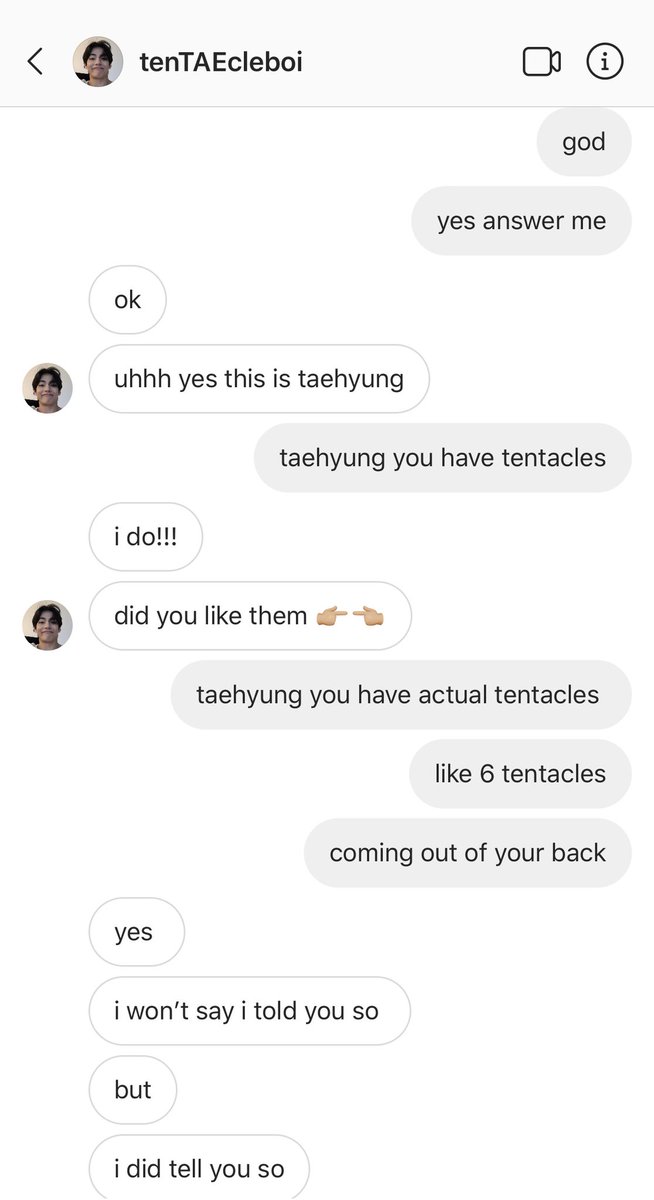 tenTAEcleboi
god
yes answer me
ok
uhhh yes this is taehyung
taehyung you have tentacles
i do!!!
did you like them 👉🏼👈🏼
taehyung you have actual tentacles
like 6 tentacles
coming out of your back
yes
i won’t say i told you so
but
i did tell you so